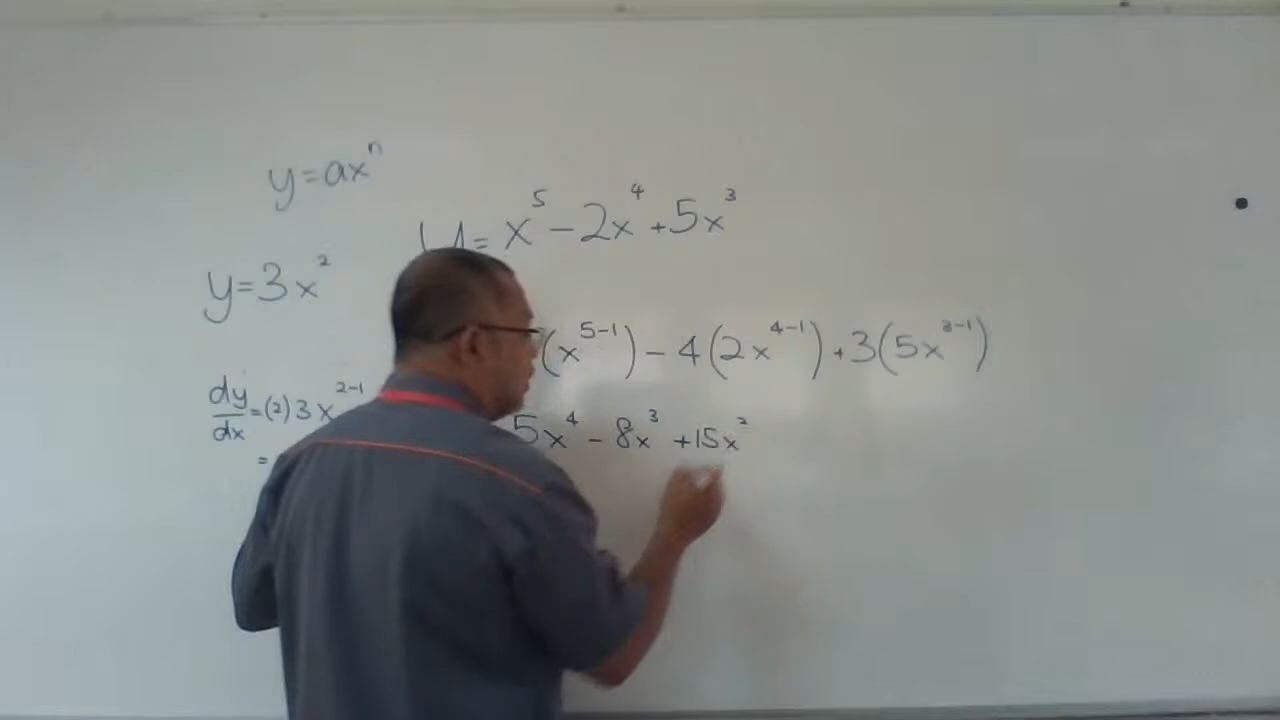 y=axⁿ
y=3x²
dy/dx=(2)3x²⁻¹
=
y=x⁵-2x⁴+5x³
(x⁵⁻¹)-4(2x⁴⁻¹)+3(5x³⁻¹)
5x⁴-8x³+15x²